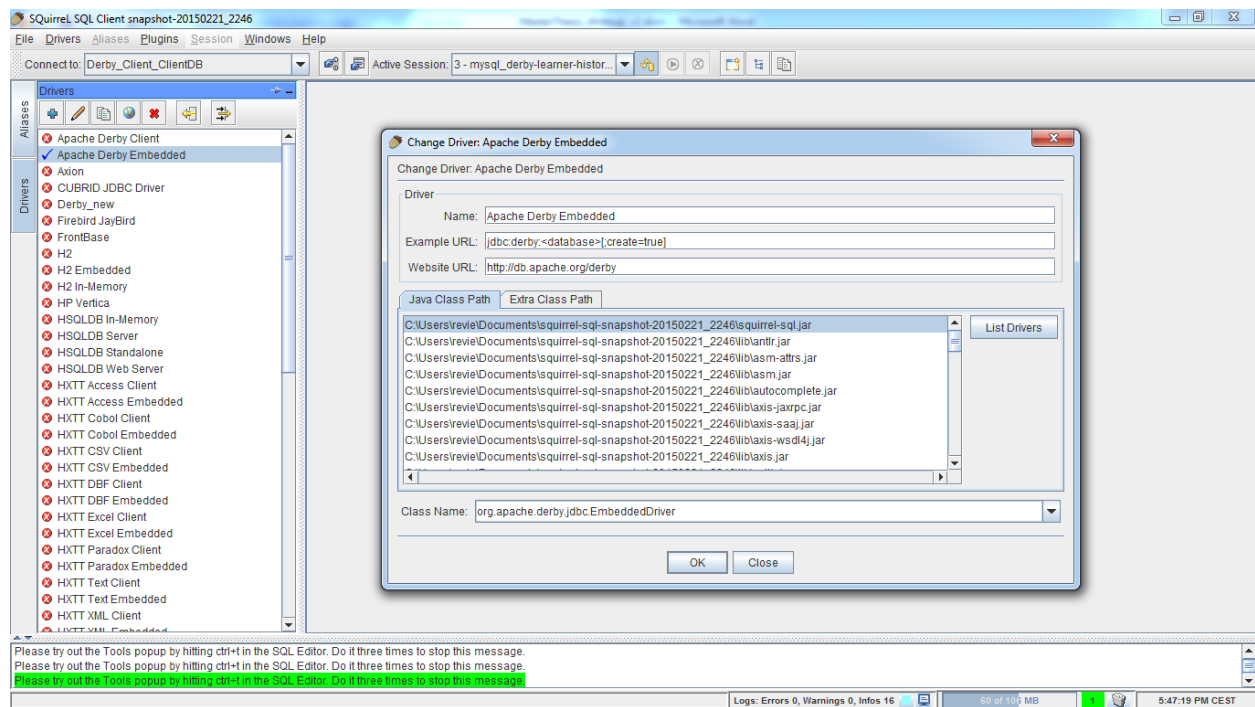 SQuirreL SQL Client snapshot-20150221_2246
File Drivers Aliases Plugins Session Windows Help
Connect to: Derby_Client_ClientDB Active Session: 3 - mysql_derby-learner-histor...
Aliases
Drivers
Drivers
Apache Derby Client
Apache Derby Embedded
Axion
CUBRID JDBC Driver
Derby_new
Firebird JayBird
FrontBase
H2
H2 Embedded
H2 In-Memory
HP Vertica
HSQLDB In-Memory
HSQLDB Server
HSQLDB Standalone
HSQLDB Web Server
HXTT Access Client
HXTT Access Embedded
HXTT Cobol Client
HXTT Cobol Embedded
HXTT CSV Client
HXTT CSV Embedded
HXTT DBF Client
HXTT DBF Embedded
HXTT Excel Client
HXTT Excel Embedded
HXTT Paradox Client
HXTT Paradox Embedded
HXTT Text Client
HXTT Text Embedded
HXTT XML Client
HXTT XML Embedded
Change Driver: Apache Derby Embedded
Change Driver: Apache Derby Embedded
Driver
Name: Apache Derby Embedded
Example URL: jdbc:derby:<database>[;create=true]
Website URL: http://db.apache.org/derby
Java Class Path Extra Class Path
C:\Users\revie\Documents\squirrel-sql-snapshot-20150221_2246\squirrel-sql.jar
List Drivers
C:\Users\revie\Documents\squirrel-sql-snapshot-20150221_2246\lib\antlr.jar
C:\Users\revie\Documents\squirrel-sql-snapshot-20150221_2246\lib\asm-attrs.jar
C:\Users\revie\Documents\squirrel-sql-snapshot-20150221_2246\lib\asm.jar
C:\Users\revie\Documents\squirrel-sql-snapshot-20150221_2246\lib\autocomplete.jar
C:\Users\revie\Documents\squirrel-sql-snapshot-20150221_2246\lib\axis-jaxrpc.jar
C:\Users\revie\Documents\squirrel-sql-snapshot-20150221_2246\lib\axis-saaj.jar
C:\Users\revie\Documents\squirrel-sql-snapshot-20150221_2246\lib\axis-wsdl4j.jar
C:\Users\revie\Documents\squirrel-sql-snapshot-20150221_2246\lib\axis.jar
Class Name: org.apache.derby.jdbc.EmbeddedDriver
OK Close
Please try out the Tools popup by hitting ctrl+t in the SQL Editor. Do it three times to stop this message.
Please try out the Tools popup by hitting ctrl+t in the SQL Editor. Do it three times to stop this message.
Please try out the Tools popup by hitting ctrl+t in the SQL Editor. Do it three times to stop this message.
Logs: Errors 0, Warnings 0, Infos 16 60 of 106 MB 1 5:47:19 PM CEST